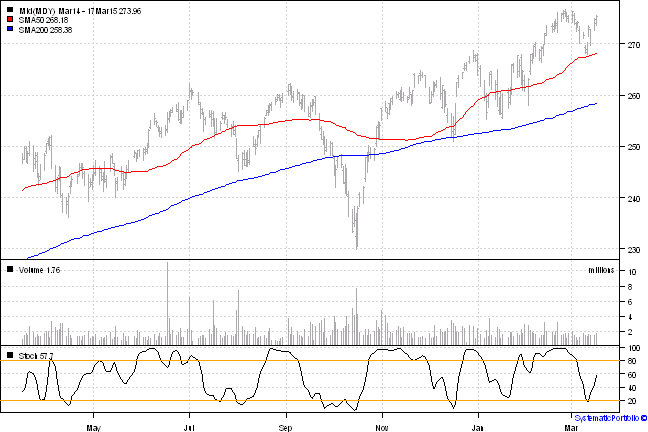 Mid(MDY) Mar14 - 17Mar15 273.96
SMA50 268.18
SMA200 258.38
270
260
250
240
230
Volume 1.76
millions
10
8
6
4
2
Stoch 57.7
100
80
60
40
20
May
Jul
Sep
Nov
Jan
Mar
SystematicPortfolio ©